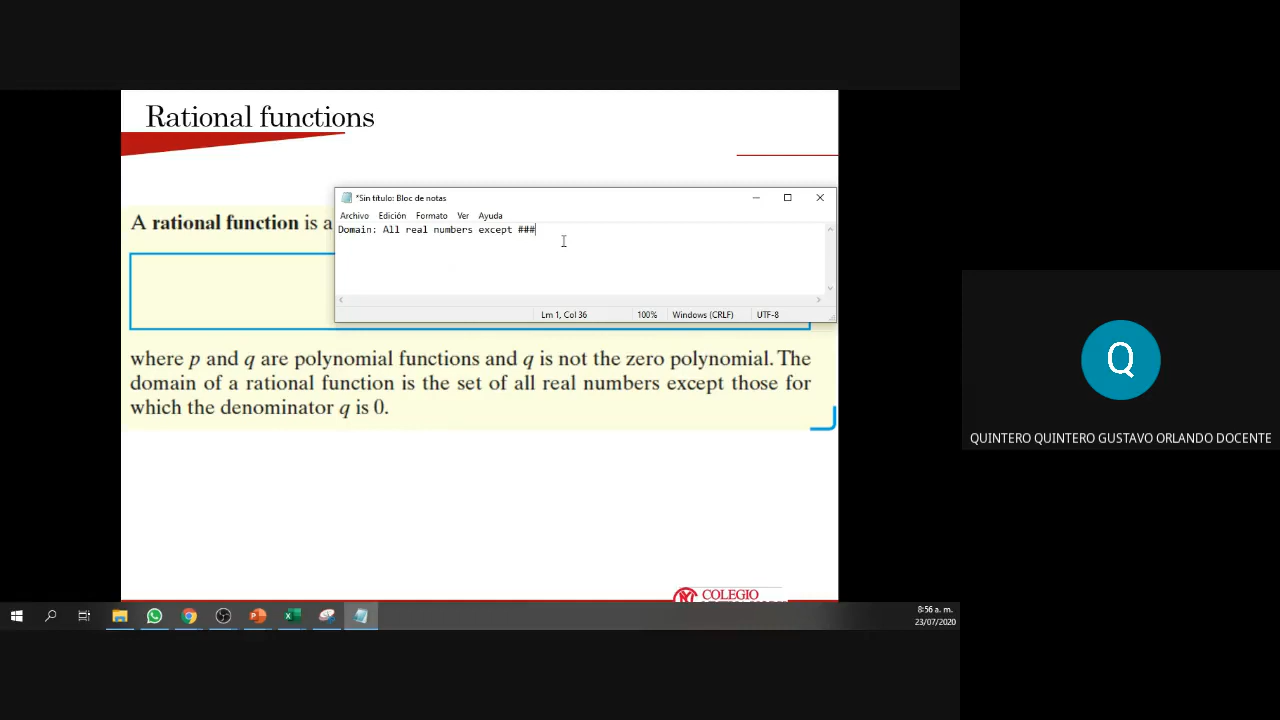 Rational functions
*Sin título: Bloc de notas
Archivo Edición Formato Ver Ayuda
Domain: All real numbers except ###
Lm 1, Col 36 100% Windows (CRLF) UTF-8
A rational function is a
where p and q are polynomial functions and q is not the zero polynomial. The
domain of a rational function is the set of all real numbers except those for
which the denominator q is 0.
Q
QUINTERO QUINTERO GUSTAVO ORLANDO DOCENTE
COLEGIO
8:56 a. m.
23/07/2020